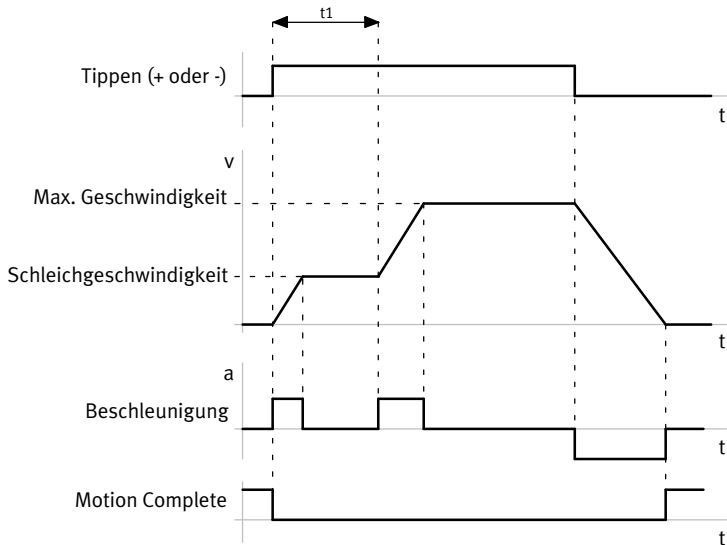 t1
Tippen (+ oder -)
t
v
Max. Geschwindigkeit
Schleichgeschwindigkeit
t
a
Beschleunigung
t
Motion Complete
t